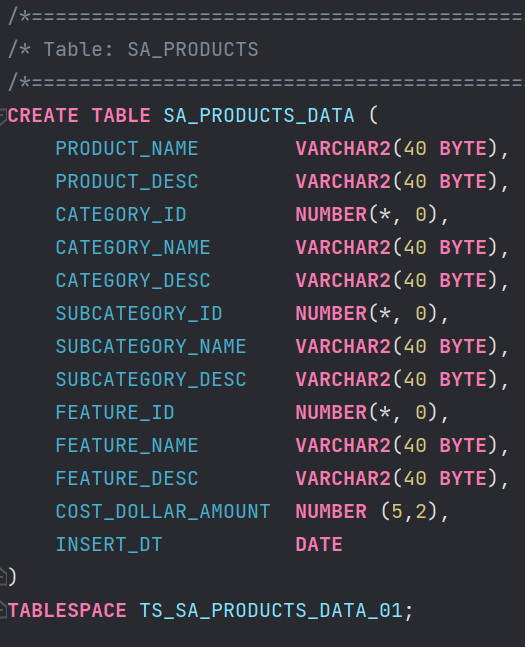 /*=========================================
/* Table: SA_PRODUCTS
/*=========================================
CREATE TABLE SA_PRODUCTS_DATA (
    PRODUCT_NAME        VARCHAR2(40 BYTE),
    PRODUCT_DESC        VARCHAR2(40 BYTE),
    CATEGORY_ID         NUMBER(*, 0),
    CATEGORY_NAME       VARCHAR2(40 BYTE),
    CATEGORY_DESC       VARCHAR2(40 BYTE),
    SUBCATEGORY_ID      NUMBER(*, 0),
    SUBCATEGORY_NAME    VARCHAR2(40 BYTE),
    SUBCATEGORY_DESC    VARCHAR2(40 BYTE),
    FEATURE_ID          NUMBER(*, 0),
    FEATURE_NAME        VARCHAR2(40 BYTE),
    FEATURE_DESC        VARCHAR2(40 BYTE),
    COST_DOLLAR_AMOUNT  NUMBER (5,2),
    INSERT_DT           DATE
)
TABLESPACE TS_SA_PRODUCTS_DATA_01;